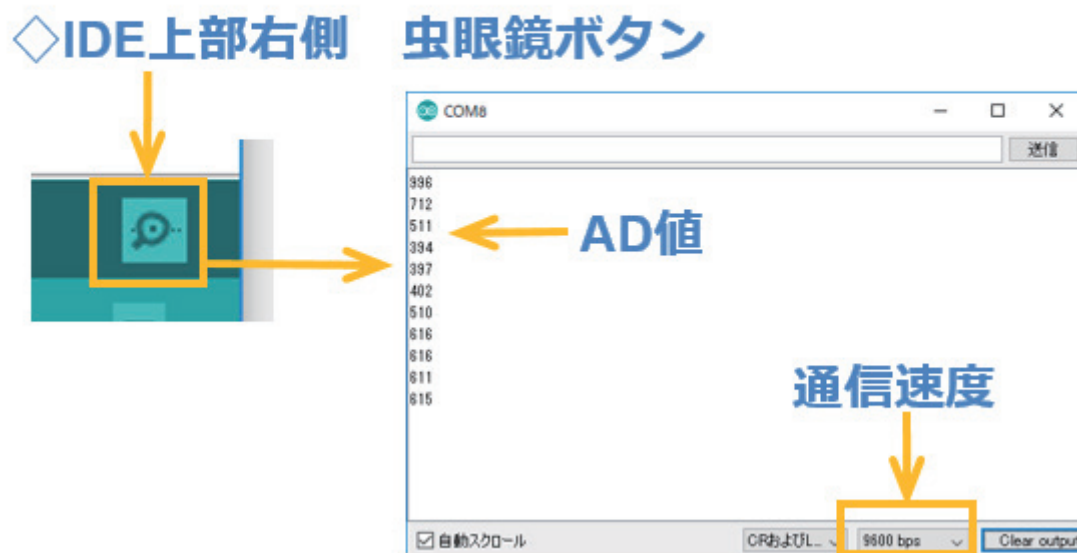 ◇IDE上部右側　虫眼鏡ボタン
COM8
送信
996
712
511
394
397
402
510
616
616
611
615
AD値
通信速度
自動スクロール
CRおよびL...
9600 bps
Clear output